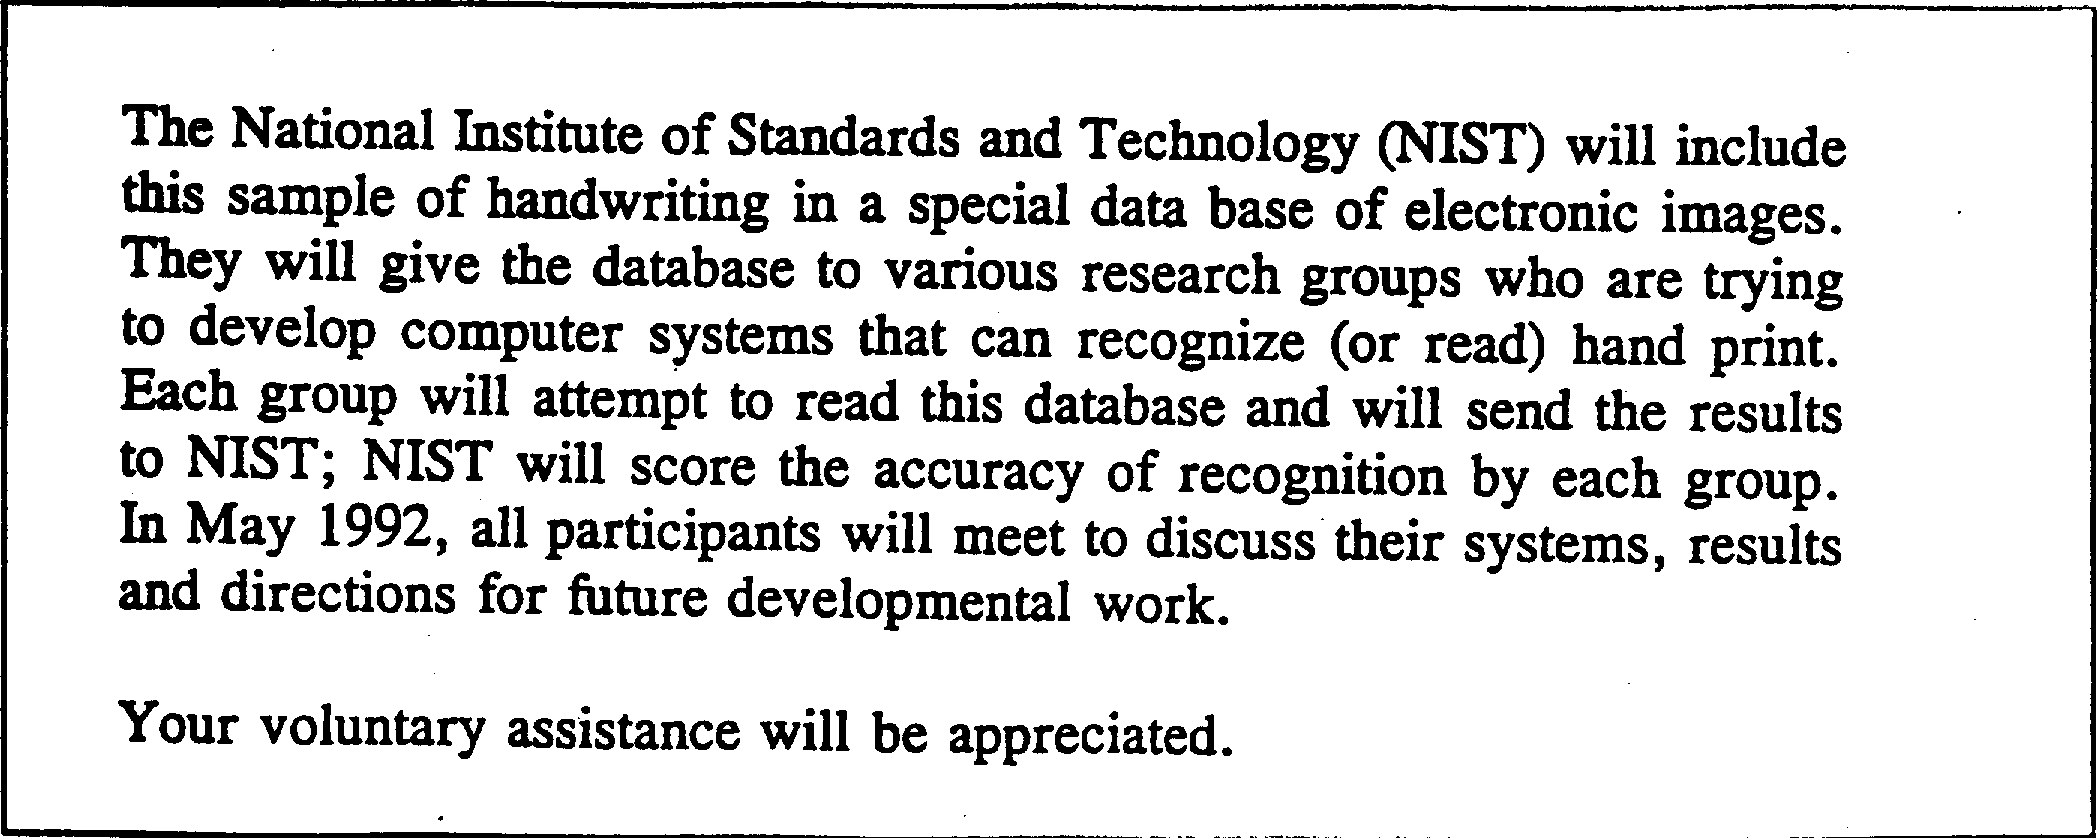 The National Institute of Standards and Technology (NIST) will include
this sample of handwriting in a special data base of electronic images.
They will give the database to various research groups who are trying
to develop computer systems that can recognize (or read) hand print.
Each group will attempt to read this database and will send the results
to NIST; NIST will score the accuracy of recognition by each group.
In May 1992, all participants will meet to discuss their systems, results
and directions for future developmental work.
Your voluntary assistance will be appreciated.